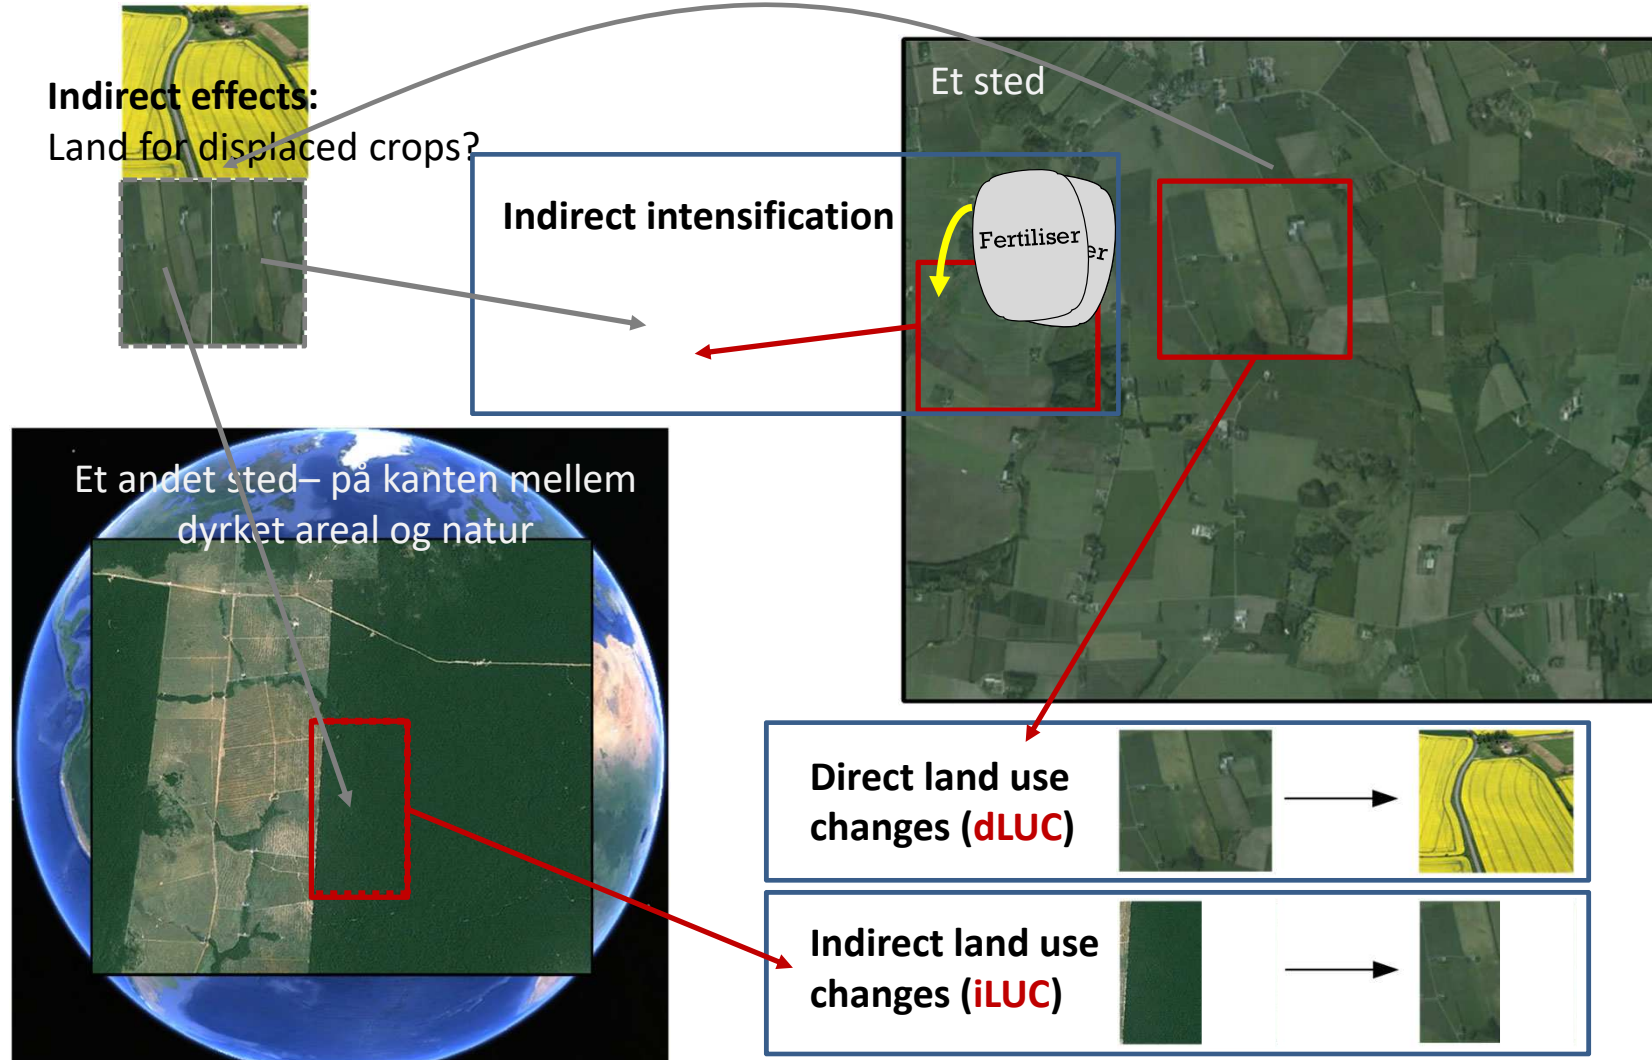 Indirect effects:
Land for displaced crops?
Et sted
Indirect intensification
Fertiliser
er
Et andet sted– på kanten mellem
dyrket areal og natur
Direct land use
changes (dLUC)
Indirect land use
changes (iLUC)